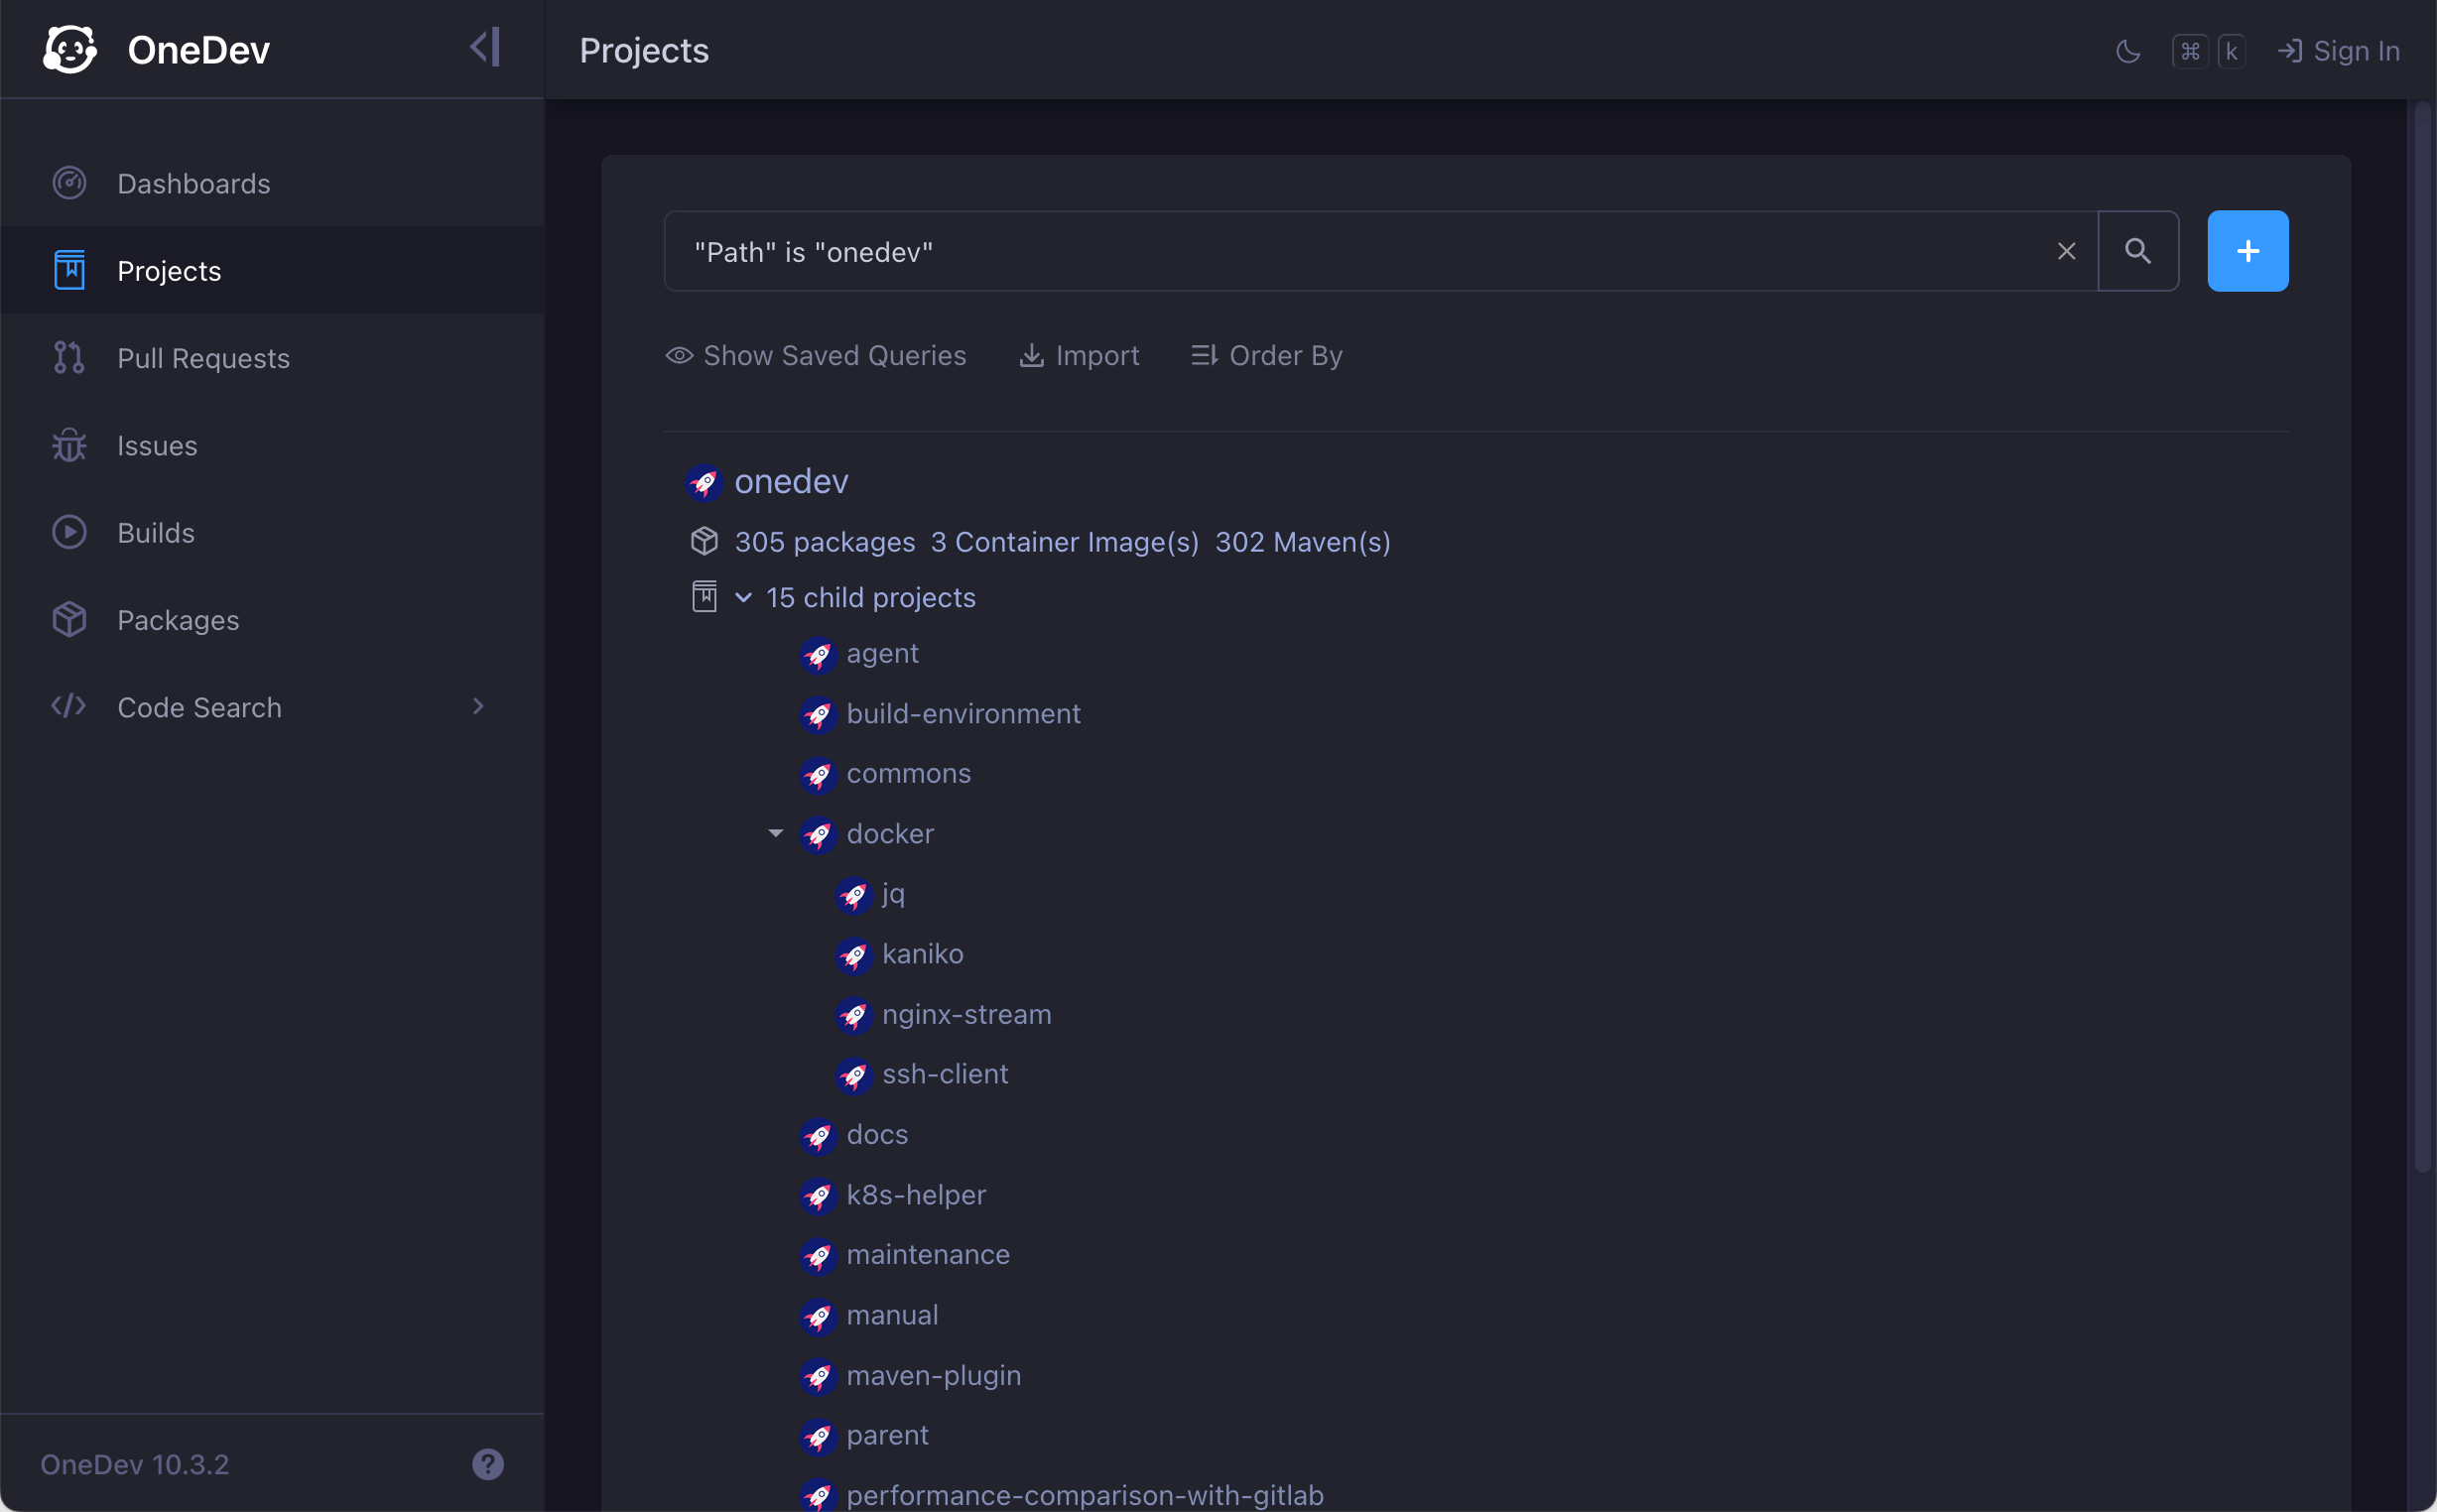 OneDev
Projects
⌘ k Sign In
Dashboards
Projects
Pull Requests
Issues
Builds
Packages
Code Search
OneDev 10.3.2
"Path" is "onedev"
Show Saved Queries Import Order By
onedev
305 packages 3 Container Image(s) 302 Maven(s)
15 child projects
agent
build-environment
commons
docker
jq
kaniko
nginx-stream
ssh-client
docs
k8s-helper
maintenance
manual
maven-plugin
parent
performance-comparison-with-gitlab